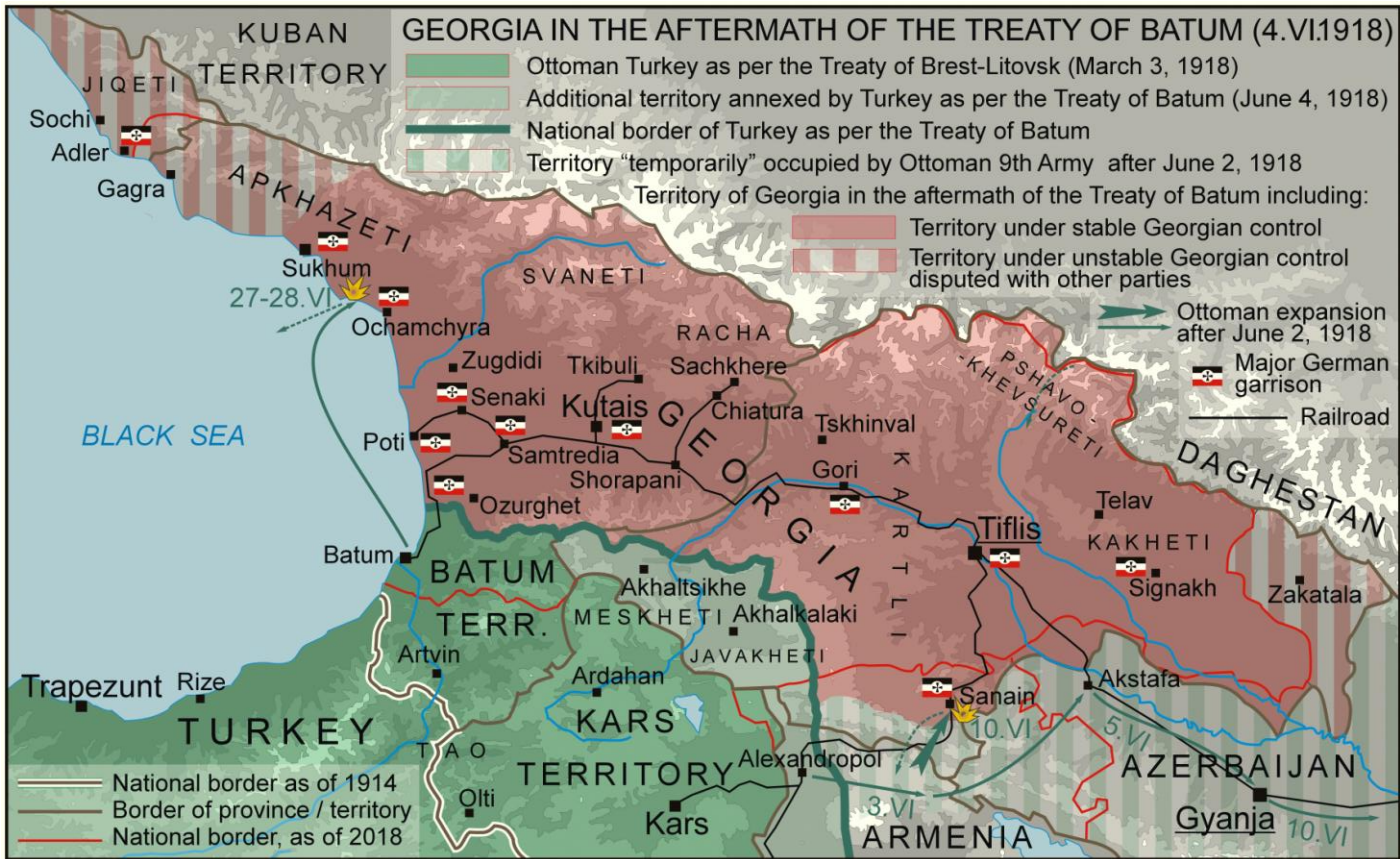 GEORGIA IN THE AFTERMATH OF THE TREATY OF BATUM (4.VI.1918)
Ottoman Turkey as per the Treaty of Brest-Litovsk (March 3, 1918)
Additional territory annexed by Turkey as per the Treaty of Batum (June 4, 1918)
National border of Turkey as per the Treaty of Batum
Territory “temporarily” occupied by Ottoman 9th Army after June 2, 1918
Territory of Georgia in the aftermath of the Treaty of Batum including:
Territory under stable Georgian control
Territory under unstable Georgian control
disputed with other parties
Ottoman expansion
after June 2, 1918
Major German
garrison
Railroad
KUBAN
TERRITORY
JIQETI
Sochi
Adler
Gagra
APKHAZETI
Sukhum
27-28.VI
Ochamchyra
SVANETI
RACHA
Zugdidi
Tkibuli
Sachkhere
Senaki
Kutais
Chiatura
BLACK SEA
Poti
Samtredia
Shorapani
GEORGIA
Tskhinval
Gori
KARTLI
PSHAVO-
-KHEVSURETI
DAGHESTAN
Telav
Tiflis
KAKHETI
Signakh
Zakatala
Ozurghet
Batum
BATUM
TERR.
Akhaltsikhe
MESKHETI
Akhalkalaki
JAVAKHETI
Artvin
Ardahan
Sanain
Akstafa
Trapezunt
Rize
TURKEY
KARS
TERRITORY
TAO
Olti
Kars
Alexandropol
10.VI
3.VI
5.VI
AZERBAIJAN
Gyanja
10.VI
ARMENIA
National border as of 1914
Border of province / territory
National border, as of 2018